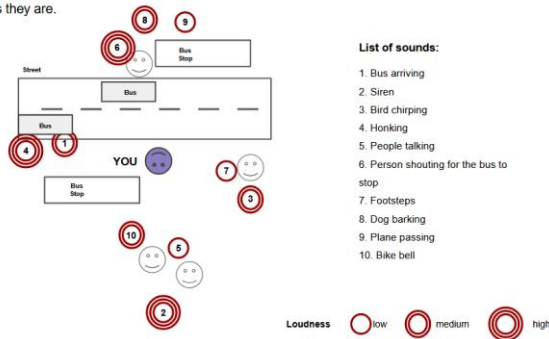 s they are.
8
9
6
Bus
Stop
Street
Bus
Bus
4
1
YOU
7
3
Bus
Stop
10
5
2
List of sounds:
1. Bus arriving
2. Siren
3. Bird chirping
4. Honking
5. People talking
6. Person shouting for the bus to
stop
7. Footsteps
8. Dog barking
9. Plane passing
10. Bike bell
Loudness low medium high